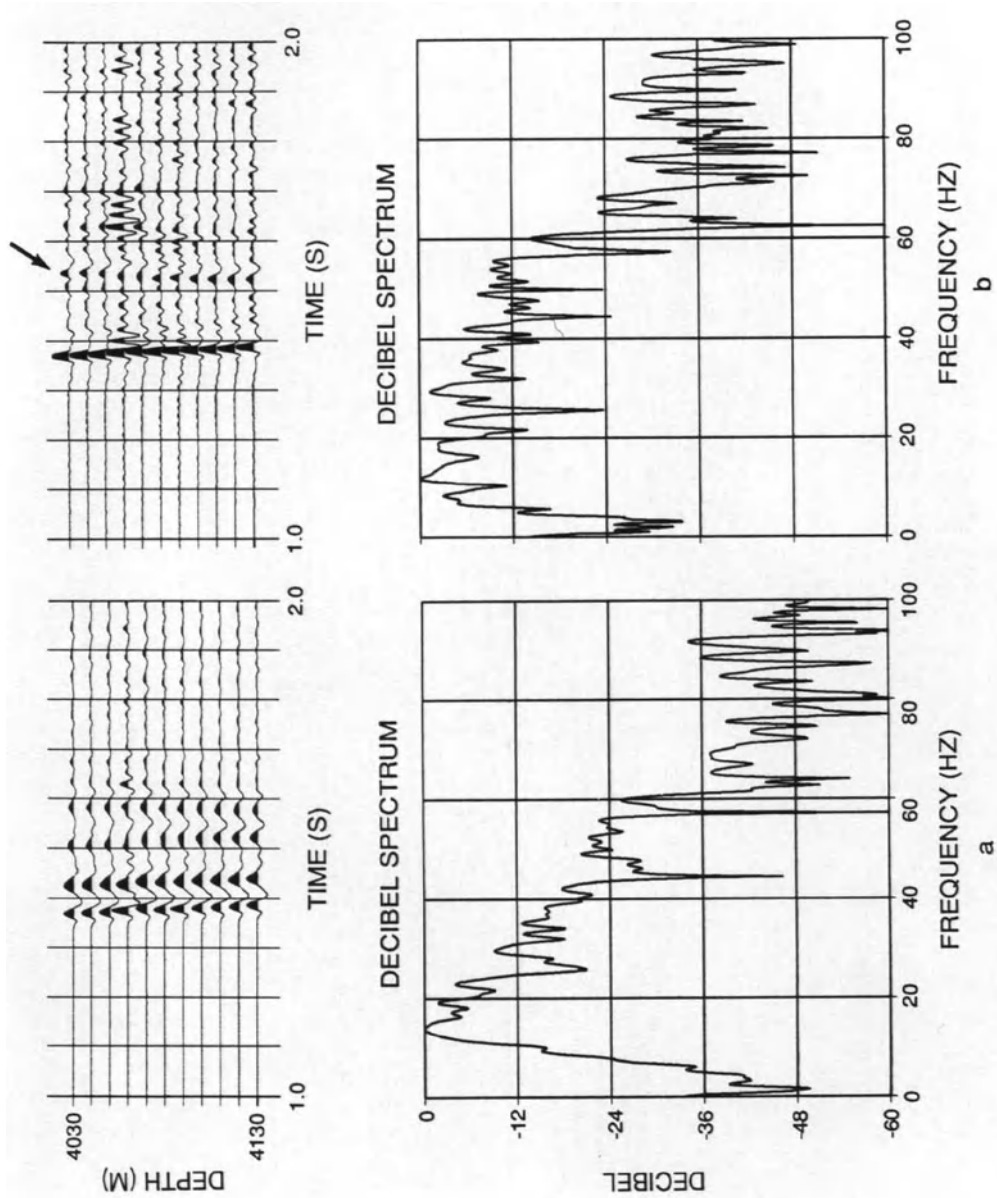 DEPTH (M)
4030
4130
1.0
2.0
TIME (S)
1.0
2.0
TIME (S)
DECIBEL SPECTRUM
DECIBEL
0
-12
-24
-36
-48
-60
0
20
40
60
80
100
FREQUENCY (HZ)
a
DECIBEL SPECTRUM
0
20
40
60
80
100
FREQUENCY (HZ)
b